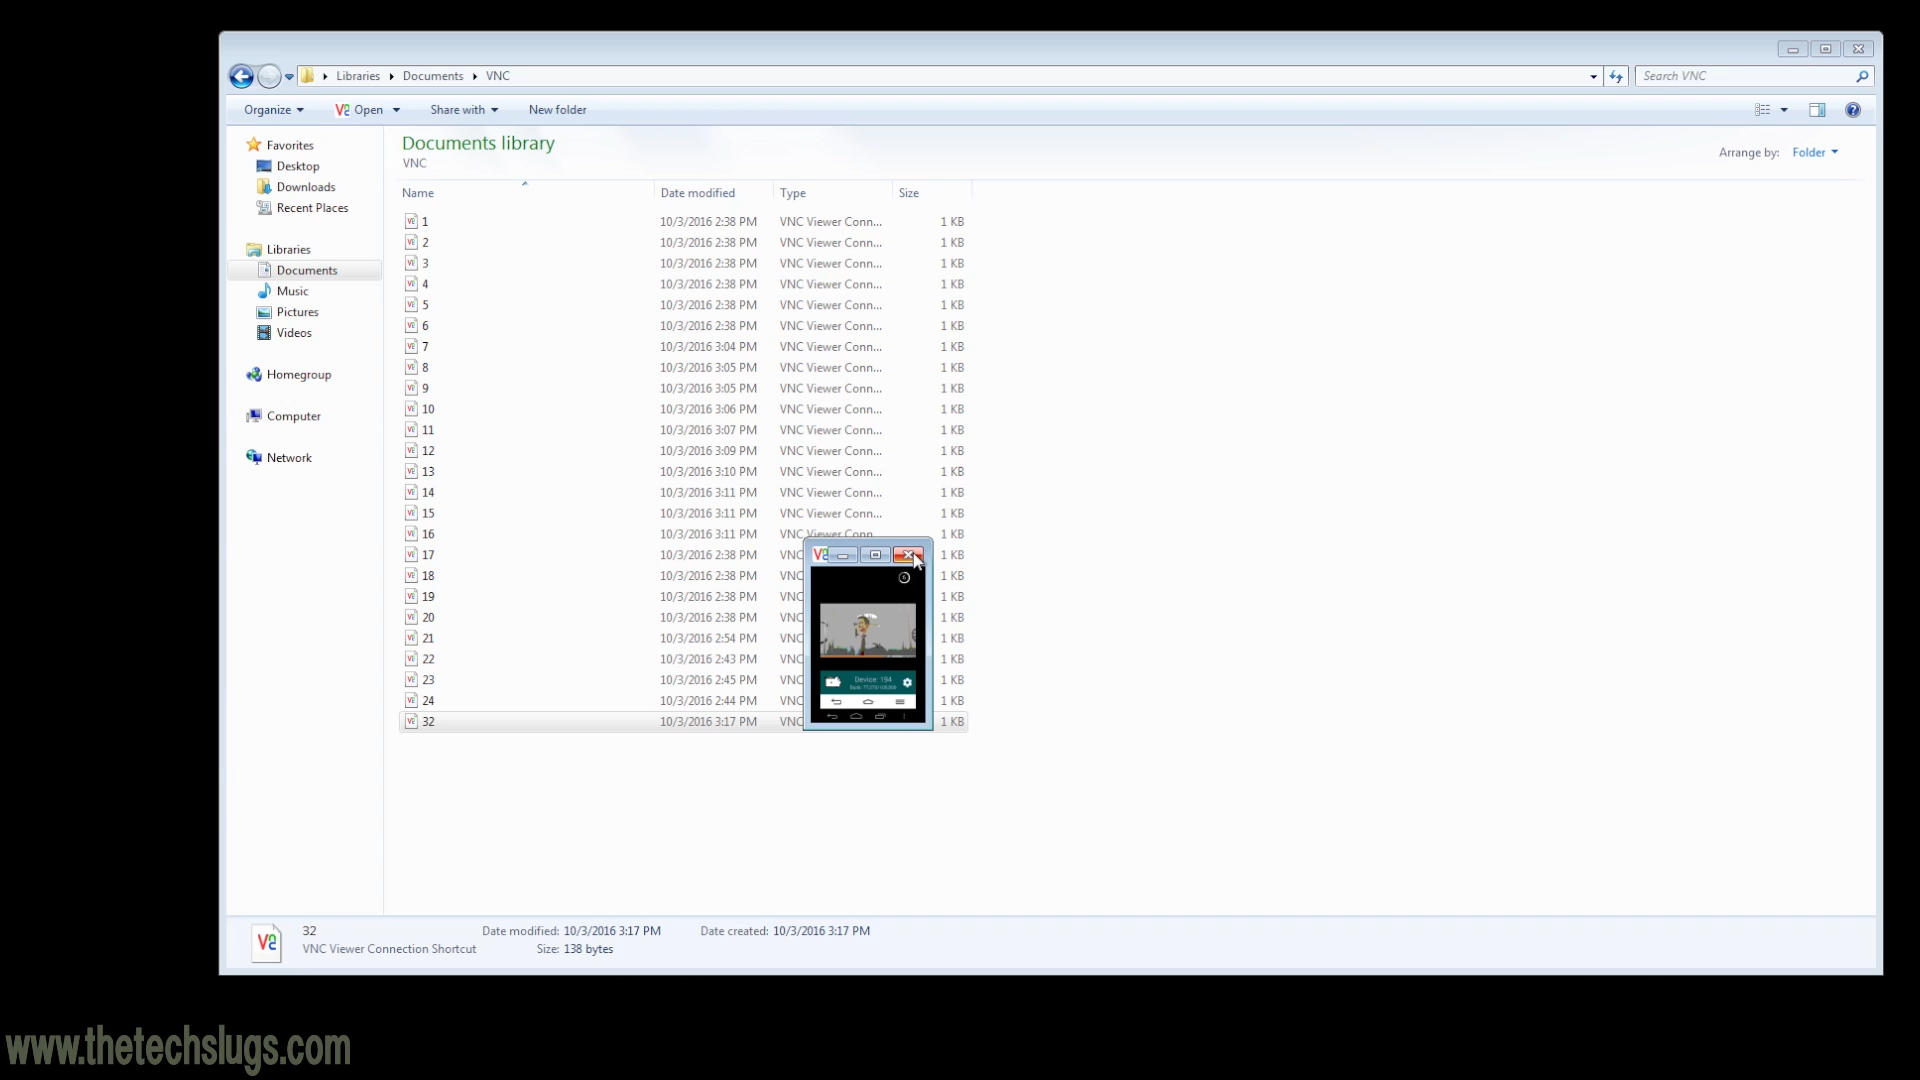 Libraries Documents VNC
Search VNC
Organize Open Share with New folder
Documents library
VNC
Arrange by: Folder
Favorites
Desktop
Downloads
Recent Places
Libraries
Documents
Music
Pictures
Videos
Homegroup
Computer
Network
Name Date modified Type Size
1 10/3/2016 2:38 PM VNC Viewer Conn... 1 KB
2 10/3/2016 2:38 PM VNC Viewer Conn... 1 KB
3 10/3/2016 2:38 PM VNC Viewer Conn... 1 KB
4 10/3/2016 2:38 PM VNC Viewer Conn... 1 KB
5 10/3/2016 2:38 PM VNC Viewer Conn... 1 KB
6 10/3/2016 2:38 PM VNC Viewer Conn... 1 KB
7 10/3/2016 3:04 PM VNC Viewer Conn... 1 KB
8 10/3/2016 3:05 PM VNC Viewer Conn... 1 KB
9 10/3/2016 3:05 PM VNC Viewer Conn... 1 KB
10 10/3/2016 3:06 PM VNC Viewer Conn... 1 KB
11 10/3/2016 3:07 PM VNC Viewer Conn... 1 KB
12 10/3/2016 3:09 PM VNC Viewer Conn... 1 KB
13 10/3/2016 3:10 PM VNC Viewer Conn... 1 KB
14 10/3/2016 3:11 PM VNC Viewer Conn... 1 KB
15 10/3/2016 3:11 PM VNC Viewer Conn... 1 KB
16 10/3/2016 3:11 PM VNC Viewer Conn 1 KB
17 10/3/2016 2:38 PM VNC 1 KB
18 10/3/2016 2:38 PM VNC 1 KB
19 10/3/2016 2:38 PM VNC 1 KB
20 10/3/2016 2:38 PM VNC 1 KB
21 10/3/2016 2:54 PM VNC 1 KB
22 10/3/2016 2:43 PM VNC 1 KB
23 10/3/2016 2:45 PM VNC 1 KB
24 10/3/2016 2:44 PM VNC 1 KB
32 10/3/2016 3:17 PM VNC 1 KB
Device: 194
32 Date modified: 10/3/2016 3:17 PM Date created: 10/3/2016 3:17 PM
VNC Viewer Connection Shortcut Size: 138 bytes
www.thetechslugs.com